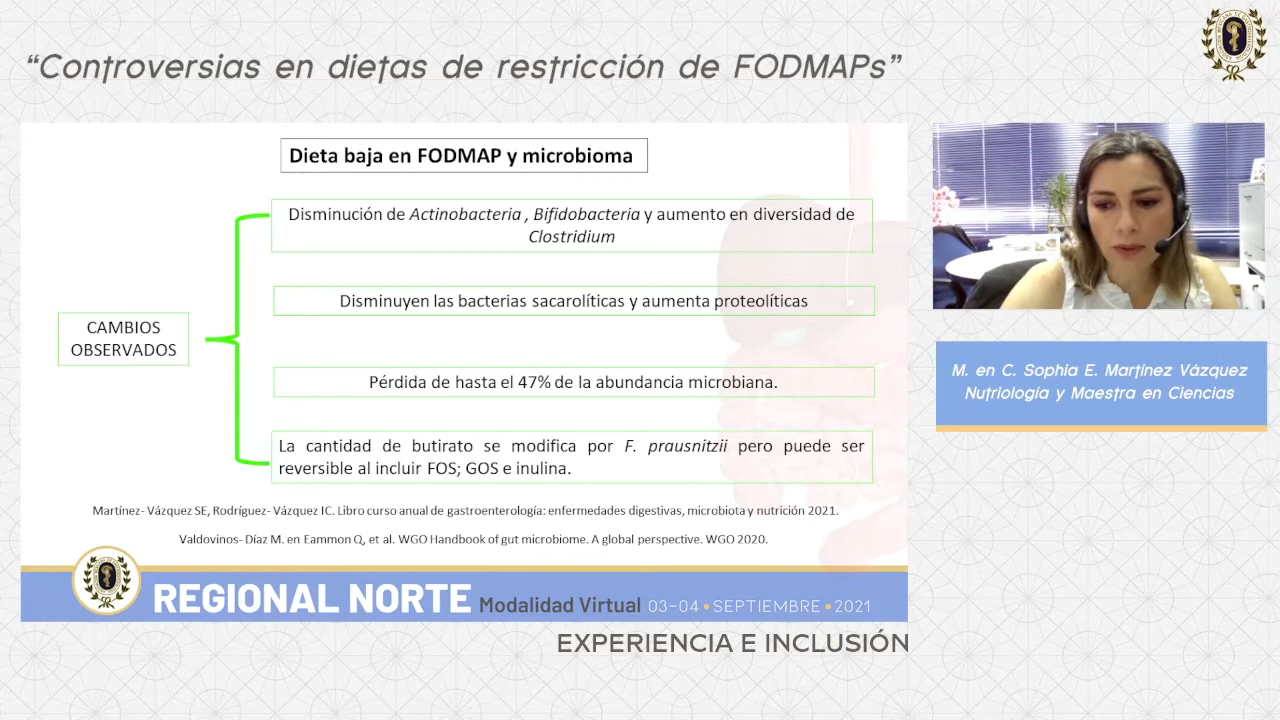 “Controversias en dietas de restricción de FODMAPs”
Dieta baja en FODMAP y microbioma
Disminución de Actinobacteria , Bifidobacteria y aumento en diversidad de
Clostridium
Disminuyen las bacterias sacarolíticas y aumenta proteolíticas
CAMBIOS
OBSERVADOS
Pérdida de hasta el 47% de la abundancia microbiana.
La cantidad de butirato se modifica por F. prausnitzii pero puede ser
reversible al incluir FOS; GOS e inulina.
Martínez- Vázquez SE, Rodríguez- Vázquez IC. Libro curso anual de gastroenterología: enfermedades digestivas, microbiota y nutrición 2021.
Valdovinos- Díaz M. en Eammon Q, et al. WGO Handbook of gut microbiome. A global perspective. WGO 2020.
M. en C. Sophia E. Martínez Vázquez
Nutriología y Maestra en Ciencias
REGIONAL NORTE Modalidad Virtual 03-04 • SEPTIEMBRE • 2021
EXPERIENCIA E INCLUSIÓN